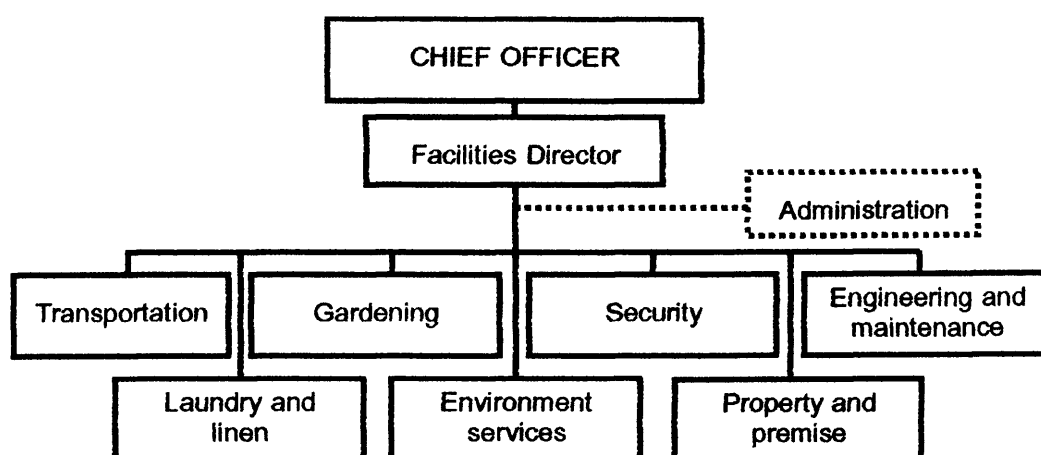 CHIEF OFFICER
Facilities Director
Administration
Transportation
Gardening
Security
Engineering and
maintenance
Laundry and
linen
Environment
services
Property and
premise